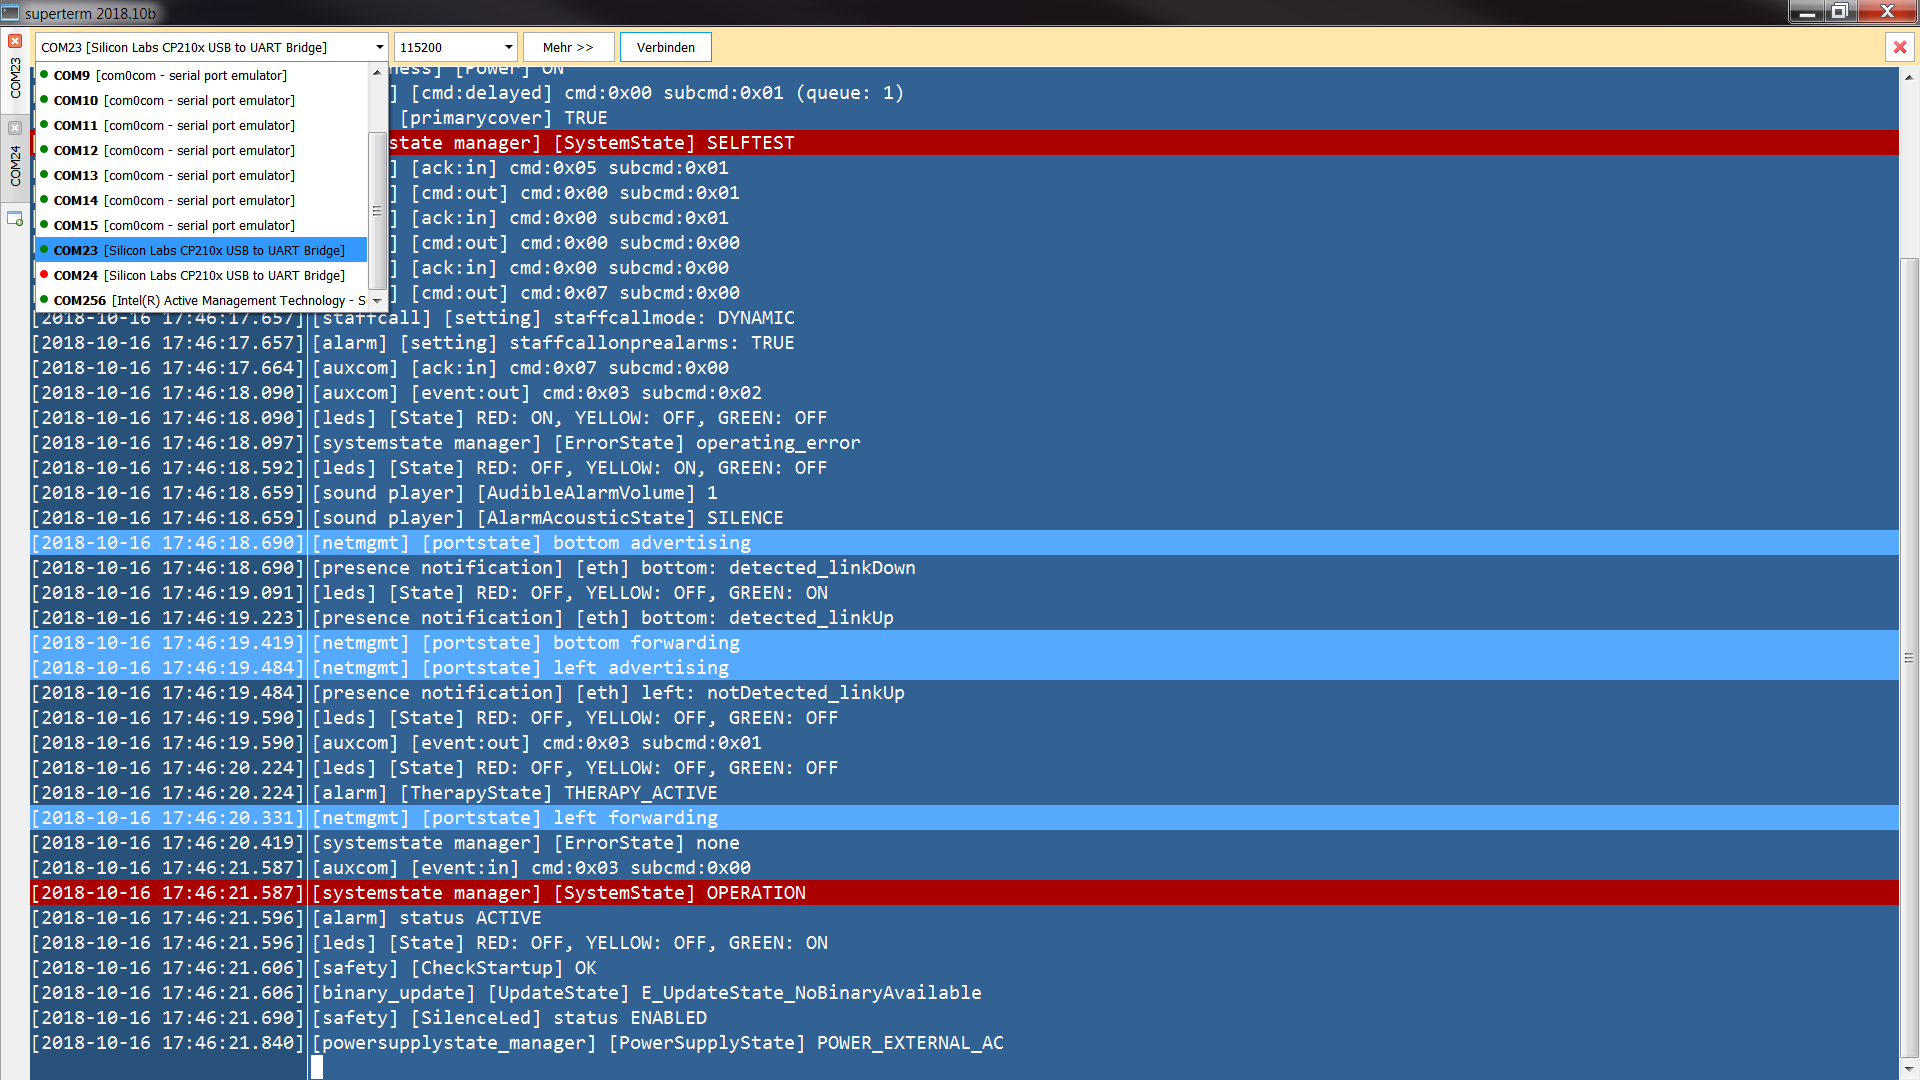 superterm 2018.10b
COM23 [Silicon Labs CP210x USB to UART Bridge]
115200
Mehr >>
Verbinden
COM23
COM24
COM9 [com0com - serial port emulator]
COM10 [com0com - serial port emulator]
COM11 [com0com - serial port emulator]
COM12 [com0com - serial port emulator]
COM13 [com0com - serial port emulator]
COM14 [com0com - serial port emulator]
COM15 [com0com - serial port emulator]
COM23 [Silicon Labs CP210x USB to UART Bridge]
COM24 [Silicon Labs CP210x USB to UART Bridge]
COM256 [Intel(R) Active Management Technology - S
ness] [Power] ON
] [cmd:delayed] cmd:0x00 subcmd:0x01 (queue: 1)
[primarycover] TRUE
state manager] [SystemState] SELFTEST
] [ack:in] cmd:0x05 subcmd:0x01
] [cmd:out] cmd:0x00 subcmd:0x01
] [ack:in] cmd:0x00 subcmd:0x01
] [cmd:out] cmd:0x00 subcmd:0x00
] [ack:in] cmd:0x00 subcmd:0x00
] [cmd:out] cmd:0x07 subcmd:0x00
[2018-10-16 17:46:17.657] [staffcall] [setting] staffcallmode: DYNAMIC
[2018-10-16 17:46:17.657] [alarm] [setting] staffcallonprealarms: TRUE
[2018-10-16 17:46:17.664] [auxcom] [ack:in] cmd:0x07 subcmd:0x00
[2018-10-16 17:46:18.090] [auxcom] [event:out] cmd:0x03 subcmd:0x02
[2018-10-16 17:46:18.090] [leds] [State] RED: ON, YELLOW: OFF, GREEN: OFF
[2018-10-16 17:46:18.097] [systemstate manager] [ErrorState] operating_error
[2018-10-16 17:46:18.592] [leds] [State] RED: OFF, YELLOW: ON, GREEN: OFF
[2018-10-16 17:46:18.659] [sound player] [AudibleAlarmVolume] 1
[2018-10-16 17:46:18.659] [sound player] [AlarmAcousticState] SILENCE
[2018-10-16 17:46:18.690] [netmgmt] [portstate] bottom advertising
[2018-10-16 17:46:18.690] [presence notification] [eth] bottom: detected_linkDown
[2018-10-16 17:46:19.091] [leds] [State] RED: OFF, YELLOW: OFF, GREEN: ON
[2018-10-16 17:46:19.223] [presence notification] [eth] bottom: detected_linkUp
[2018-10-16 17:46:19.419] [netmgmt] [portstate] bottom forwarding
[2018-10-16 17:46:19.484] [netmgmt] [portstate] left advertising
[2018-10-16 17:46:19.484] [presence notification] [eth] left: notDetected_linkUp
[2018-10-16 17:46:19.590] [leds] [State] RED: OFF, YELLOW: OFF, GREEN: OFF
[2018-10-16 17:46:19.590] [auxcom] [event:out] cmd:0x03 subcmd:0x01
[2018-10-16 17:46:20.224] [leds] [State] RED: OFF, YELLOW: OFF, GREEN: OFF
[2018-10-16 17:46:20.224] [alarm] [TherapyState] THERAPY_ACTIVE
[2018-10-16 17:46:20.331] [netmgmt] [portstate] left forwarding
[2018-10-16 17:46:20.419] [systemstate manager] [ErrorState] none
[2018-10-16 17:46:21.587] [auxcom] [event:in] cmd:0x03 subcmd:0x00
[2018-10-16 17:46:21.587] [systemstate manager] [SystemState] OPERATION
[2018-10-16 17:46:21.596] [alarm] status ACTIVE
[2018-10-16 17:46:21.596] [leds] [State] RED: OFF, YELLOW: OFF, GREEN: ON
[2018-10-16 17:46:21.606] [safety] [CheckStartup] OK
[2018-10-16 17:46:21.606] [binary_update] [UpdateState] E_UpdateState_NoBinaryAvailable
[2018-10-16 17:46:21.690] [safety] [SilenceLed] status ENABLED
[2018-10-16 17:46:21.840] [powersupplystate_manager] [PowerSupplyState] POWER_EXTERNAL_AC